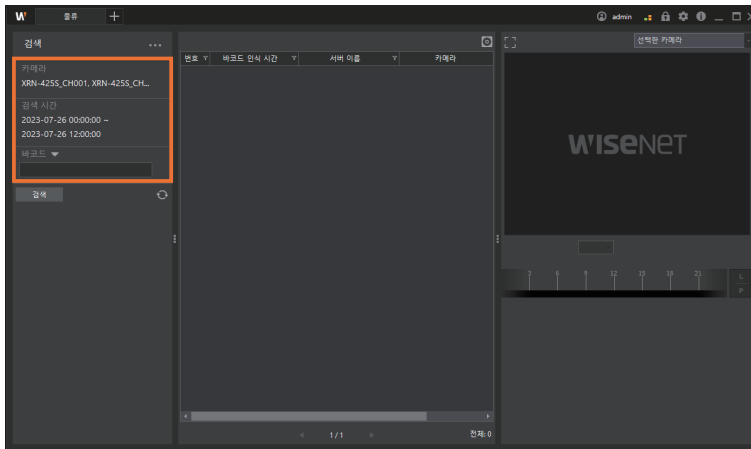 W 물류 +
admin
검색 ...
카메라
XRN-425S_CH001, XRN-425S_CH...
검색 시간
2023-07-26 00:00:00 ~
2023-07-26 12:00:00
바코드
검색
번호 바코드 인식 시간 서버 이름 카메라
1 / 1
전체: 0
선택한 카메라
WISENET
3 6 9 12 15 18 21
L
P